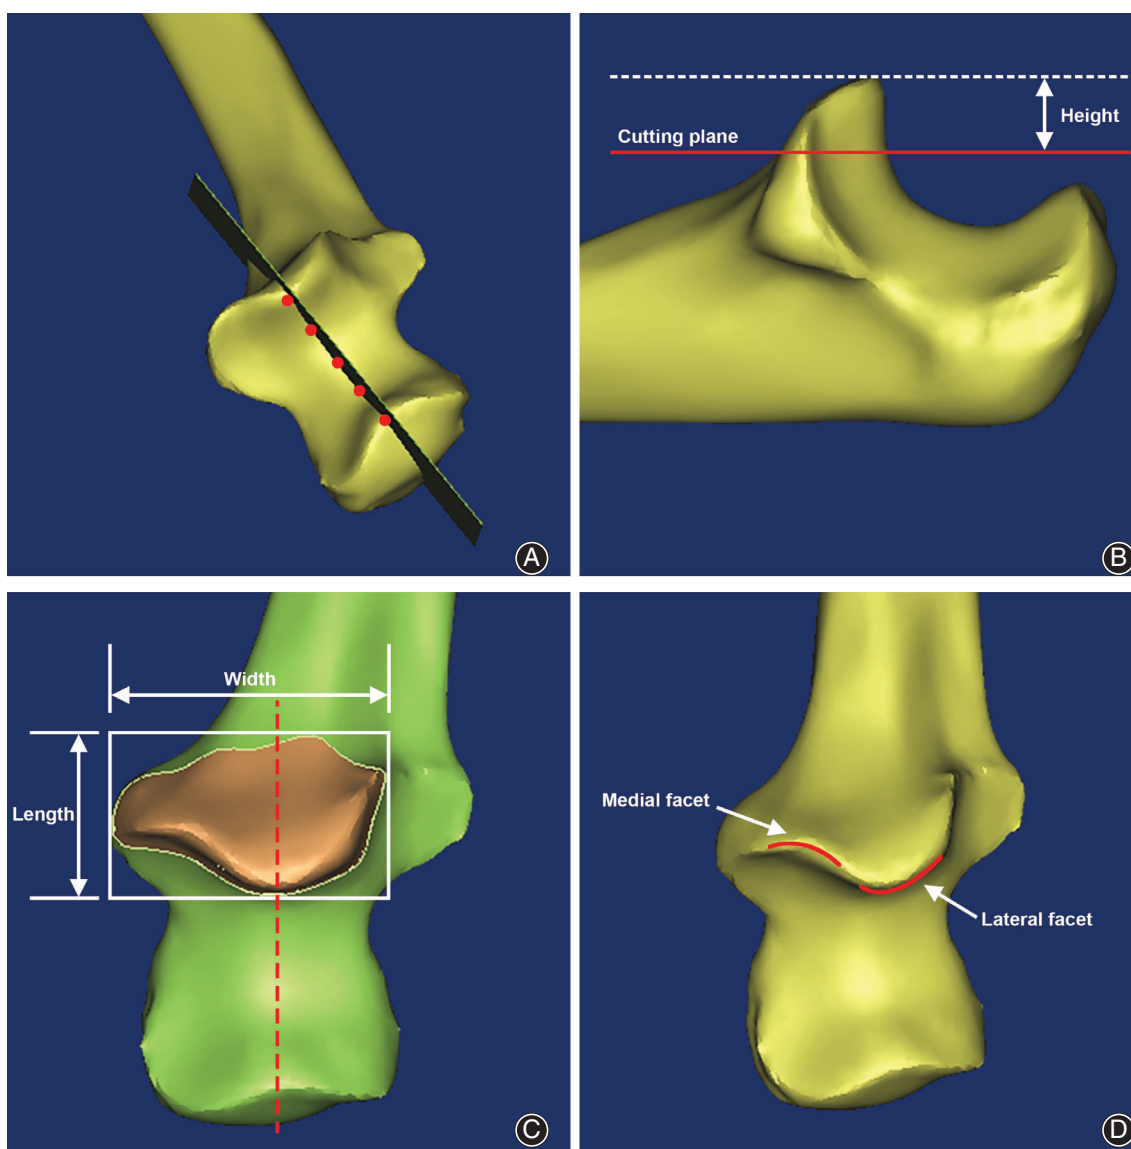 A
Cutting plane
Height
B
Width
Length
C
Medial facet
Lateral facet
D